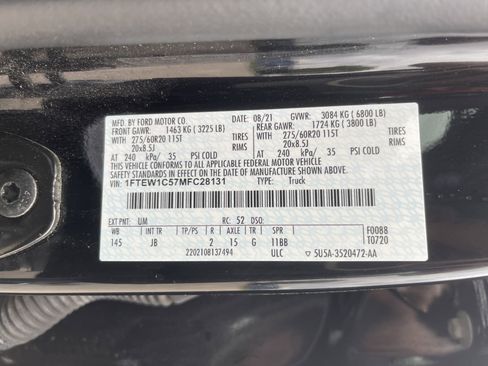 MFD. BY FORD MOTOR CO.
DATE: 08/21 GVWR: 3084 KG ( 6800 LB)
FRONT GAWR: 1463 KG ( 3225 LB) REAR GAWR: 1724 KG ( 3800 LB)
275/60R20 115T TIRES 275/60R20 115T TIRES
20x8.5J RIMS 20x8.5J RIMS
AT 240 kPa/ 35 PSI COLD AT 240 kPa/ 35 PSI COLD
THIS VEHICLE CONFORMS TO ALL APPLICABLE FEDERAL MOTOR VEHICLE
SAFETY STANDARDS IN EFFECT ON THE DATE OF MANUFACTURE SHOWN ABOVE.
VIN: 1FTEW1C57MFC28131 TYPE: Truck
EXT PNT: UM RC: 52 DSO:
WB INT TR TP/PS R AXLE TR SPR F0088
145 JB 2 15 G 11BB T0720
2202108137494 ULC 5U5A-3520472-AA